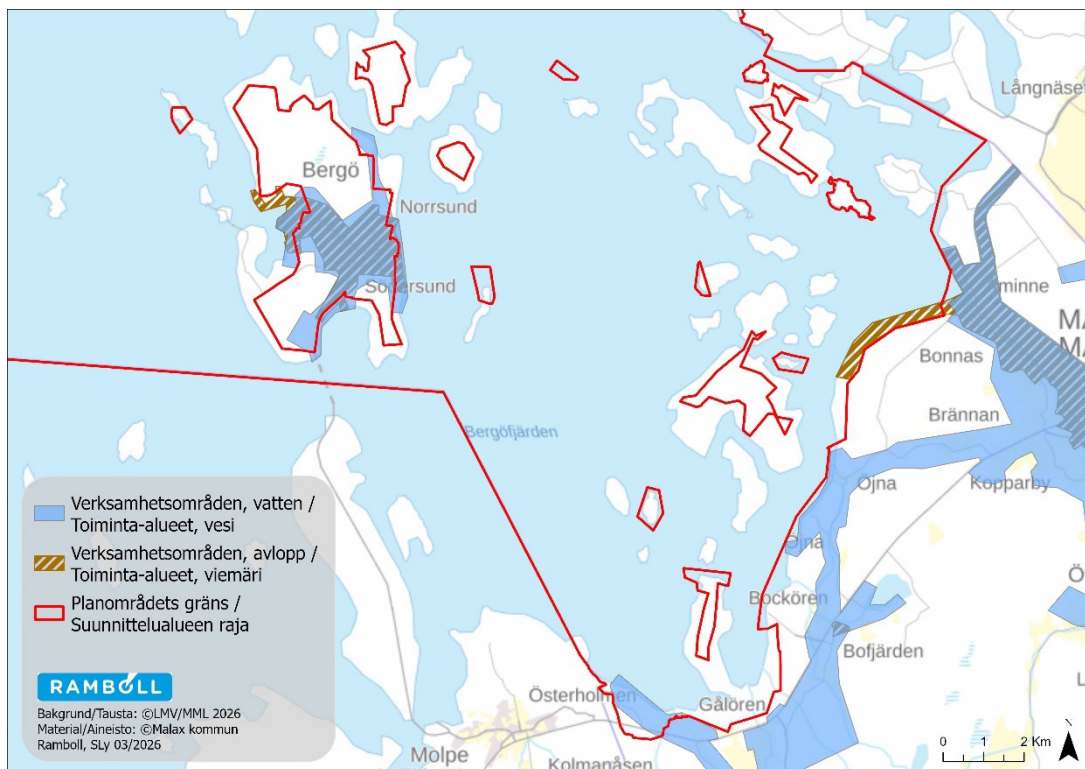 Långnäset
Bergö
Norrsund
Södersund
minne
MA
MA
Bonnas
Brännan
Bergöfjärden
Öjna
Kopparby
Öjna
Ö
Bockören
Bofjärden
L
Österholmen
Gålören
Molpe
Kolmanåsen
Verksamhetsområden, vatten /
Toiminta-alueet, vesi
Verksamhetsområden, avlopp /
Toiminta-alueet, viemäri
Planområdets gräns /
Suunnittelualueen raja
RAMBOLL
Bakgrund/Tausta: ©LMV/MML 2026
Material/Aineisto: ©Malax kommun
Ramboll, SLy 03/2026
N
0 1 2 Km